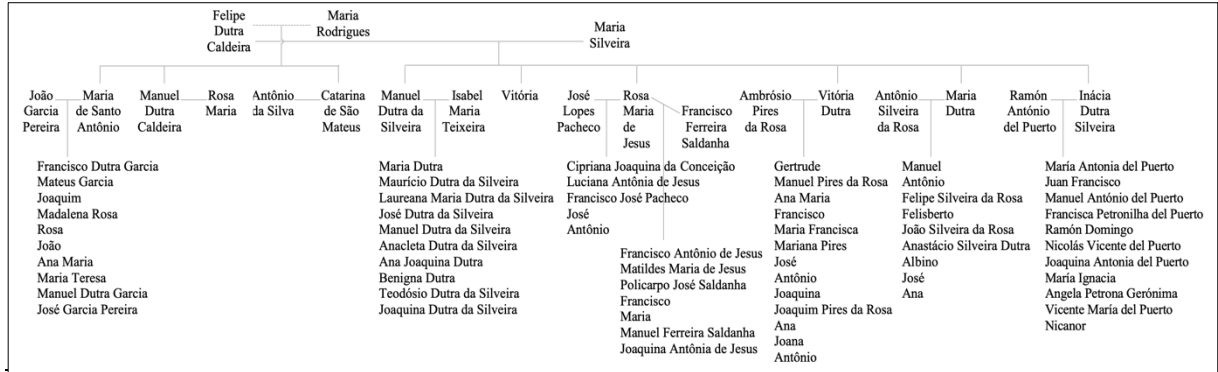 Felipe
Dutra
Caldeira
Maria
Rodrigues
Maria
Silveira
João
Garcia
Pereira
Maria
de Santo
Antônio
Manuel
Dutra
Caldeira
Rosa
Maria
Antônio
da Silva
Catarina
de São
Mateus
Manuel
Dutra da
Silveira
Isabel
Maria
Teixeira
Vitória
José
Lopes
Pacheco
Rosa
Maria
de
Jesus
Francisco
Ferreira
Saldanha
Ambrósio
Pires
da Rosa
Vitória
Dutra
Antônio
Silveira
da Rosa
Maria
Dutra
Ramón
António
del Puerto
Inácia
Dutra
Silveira
Francisco Dutra Garcia
Mateus Garcia
Joaquim
Madalena Rosa
Rosa
João
Ana Maria
Maria Teresa
Manuel Dutra Garcia
José Garcia Pereira
Maria Dutra
Maurício Dutra da Silveira
Laureana Maria Dutra da Silveira
José Dutra da Silveira
Manuel Dutra da Silveira
Anacleta Dutra da Silveira
Ana Joaquina Dutra
Benigna Dutra
Teodósio Dutra da Silveira
Joaquina Dutra da Silveira
Cipriana Joaquina da Conceição
Luciana Antônia de Jesus
Francisco José Pacheco
José
Antônio
Francisco Antônio de Jesus
Matildes Maria de Jesus
Policarpo José Saldanha
Francisco
Maria
Manuel Ferreira Saldanha
Joaquina Antônia de Jesus
Gertrude
Manuel Pires da Rosa
Ana Maria
Francisco
Maria Francisca
Mariana Pires
José
Antônio
Joaquina
Joaquim Pires da Rosa
Ana
Joana
Antônio
Manuel
Antônio
Felipe Silveira da Rosa
Felisberto
João Silveira da Rosa
Anastácio Silveira Dutra
Albino
José
Ana
María Antonia del Puerto
Juan Francisco
Manuel António del Puerto
Francisca Petronilha del Puerto
Ramón Domingo
Nicolás Vicente del Puerto
Joaquina Antonia del Puerto
María Ignacia
Angela Petrona Gerónima
Vicente María del Puerto
Nicanor